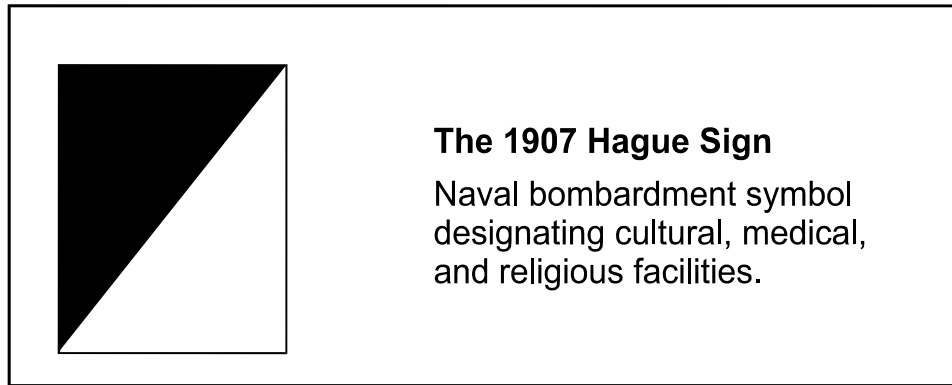 The 1907 Hague Sign
Naval bombardment symbol
designating cultural, medical,
and religious facilities.